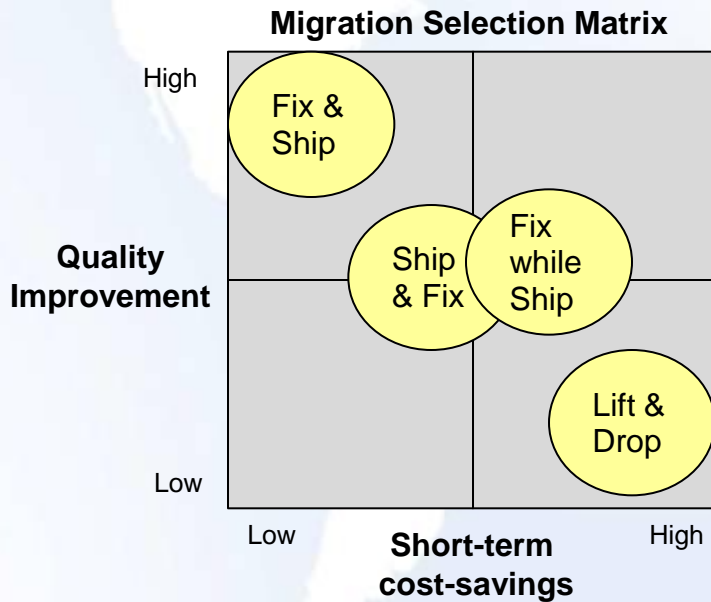 Migration Selection Matrix
High
Fix &
Ship
Quality
Improvement
Ship
& Fix
Fix
while
Ship
Lift &
Drop
Low
Low
Short-term
cost-savings
High